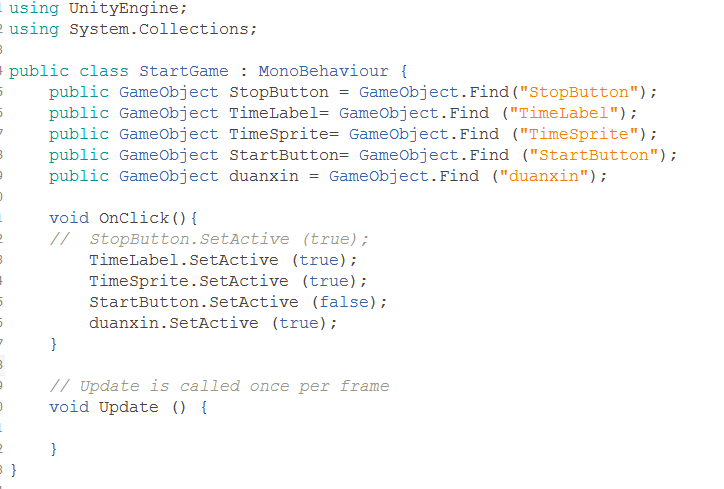 using UnityEngine;
using System.Collections;
public class StartGame : MonoBehaviour {
public GameObject StopButton = GameObject.Find("StopButton");
public GameObject TimeLabel= GameObject.Find ("TimeLabel");
public GameObject TimeSprite= GameObject.Find ("TimeSprite");
public GameObject StartButton= GameObject.Find ("StartButton");
public GameObject duanxin = GameObject.Find ("duanxin");
void OnClick(){
// StopButton.SetActive (true);
TimeLabel.SetActive (true);
TimeSprite.SetActive (true);
StartButton.SetActive (false);
duanxin.SetActive (true);
}
// Update is called once per frame
void Update () {
}
}